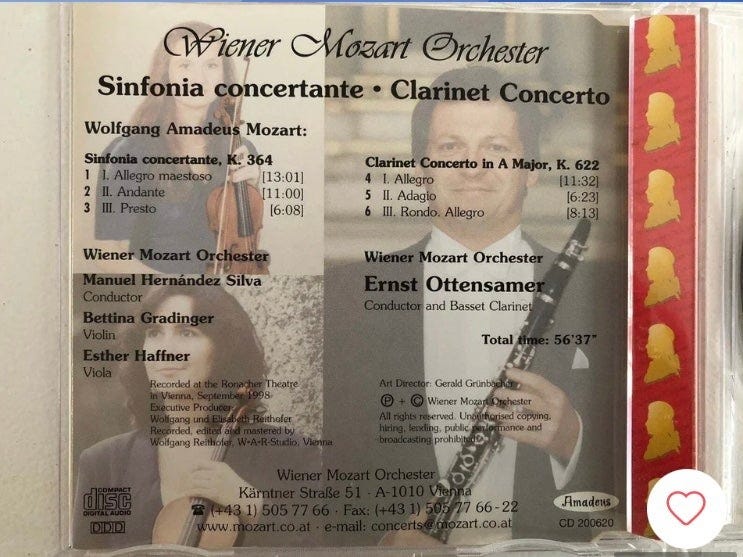 Wiener Mozart Orchester
Sinfonia concertante • Clarinet Concerto
Wolfgang Amadeus Mozart:
Sinfonia concertante, K. 364
1 I. Allegro maestoso [13:01]
2 II. Andante [11:00]
3 III. Presto [6:08]
Wiener Mozart Orchester
Manuel Hernández Silva
Conductor
Bettina Gradinger
Violin
Esther Haffner
Viola
Recorded at the Ronacher Theatre
in Vienna, September 1998
Executive Producer
Wolfgang und Elisabeth Reithofer
Recorded, edited and mastered by
Wolfgang Reithofer, W•A•R-Studio, Vienna
Clarinet Concerto in A Major, K. 622
4 I. Allegro [11:32]
5 II. Adagio [6:23]
6 III. Rondo. Allegro [8:13]
Wiener Mozart Orchester
Ernst Ottensamer
Conductor and Basset Clarinet
Total time: 56'37"
Art Director: Gerald Grünbacher
Ⓟ + © Wiener Mozart Orchester
All rights reserved. Unauthorised copying,
hiring, lending, public performance and
broadcasting prohibited
Wiener Mozart Orchester
Kärntner Straße 51 · A-1010 Vienna
☎ (+43 1) 505 77 66 · Fax: (+43 1) 505 77 66 - 22
www.mozart.co.at · e-mail: concerts@mozart.co.at
COMPACT
disc
DIGITAL AUDIO
DDD
Amadeus
CD 200620